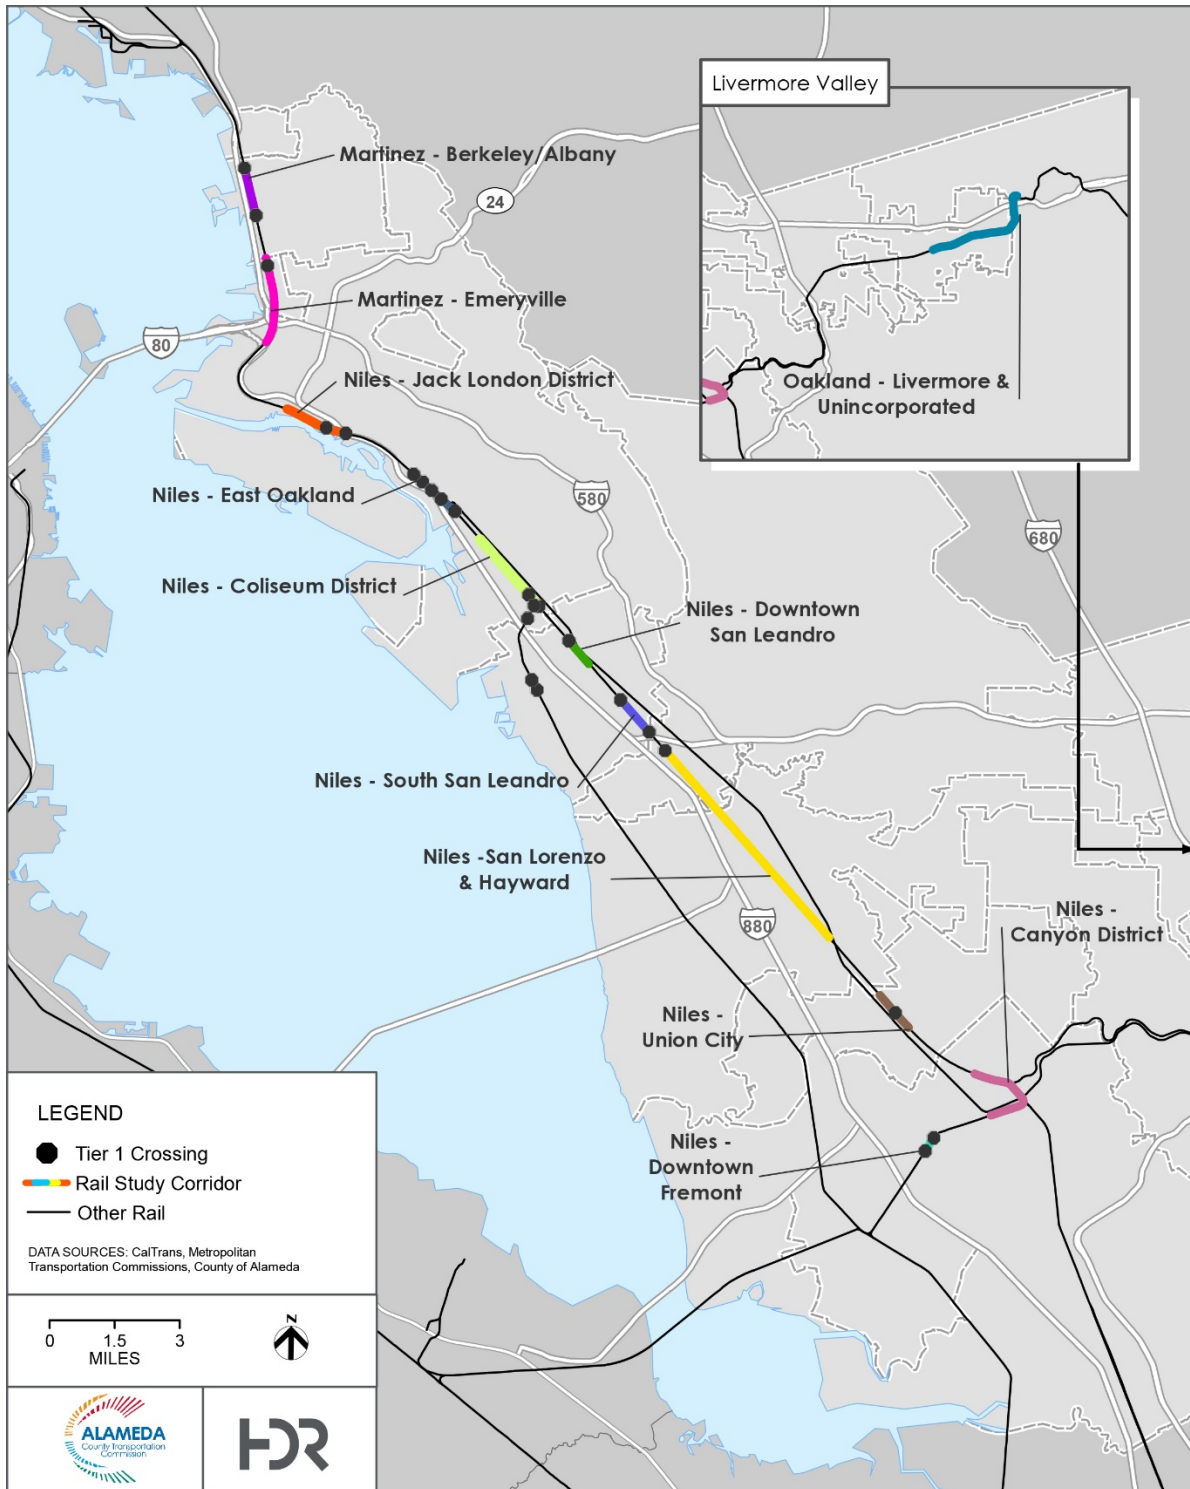 Livermore Valley
Martinez - Berkeley/Albany
24
Martinez - Emeryville
80
Niles - Jack London District
Oakland - Livermore &
Unincorporated
Niles - East Oakland
580
680
Niles - Coliseum District
Niles - Downtown
San Leandro
Niles - South San Leandro
Niles -San Lorenzo
& Hayward
880
Niles -
Canyon District
Niles -
Union City
Niles -
Downtown
Fremont
LEGEND
Tier 1 Crossing
Rail Study Corridor
Other Rail
DATA SOURCES: CalTrans, Metropolitan
Transportation Commissions, County of Alameda
0 1.5 3
MILES
N
ALAMEDA
County Transportation
Commission
HDR